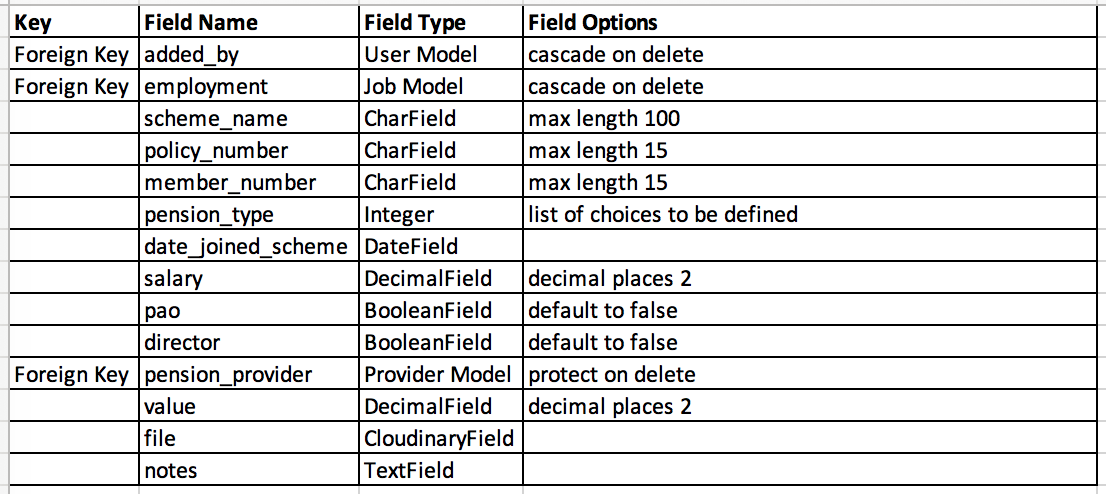 Key Field Name Field Type Field Options
Foreign Key added_by User Model cascade on delete
Foreign Key employment Job Model cascade on delete
scheme_name CharField max length 100
policy_number CharField max length 15
member_number CharField max length 15
pension_type Integer list of choices to be defined
date_joined_scheme DateField
salary DecimalField decimal places 2
pao BooleanField default to false
director BooleanField default to false
Foreign Key pension_provider Provider Model protect on delete
value DecimalField decimal places 2
file CloudinaryField
notes TextField